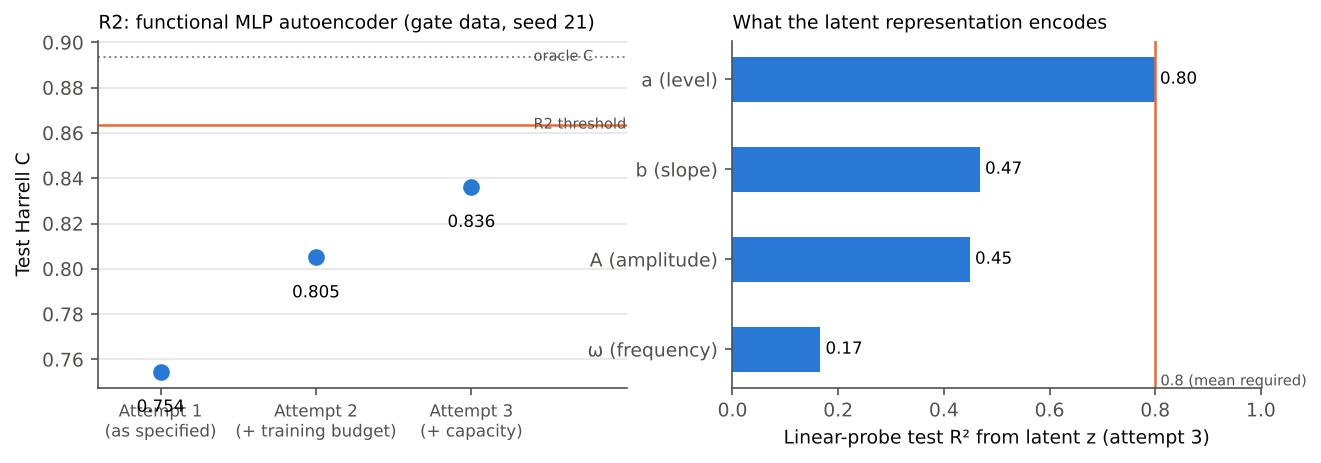 R2: functional MLP autoencoder (gate data, seed 21)
Test Harrell C
0.90
0.88
0.86
0.84
0.82
0.80
0.78
0.76
oracle C
R2 threshold
0.754
0.805
0.836
Attempt 1
(as specified)
Attempt 2
(+ training budget)
Attempt 3
(+ capacity)
What the latent representation encodes
a (level)
b (slope)
A (amplitude)
ω (frequency)
0.80
0.47
0.45
0.17
0.8 (mean required)
0.0
0.2
0.4
0.6
0.8
1.0
Linear-probe test R² from latent z (attempt 3)